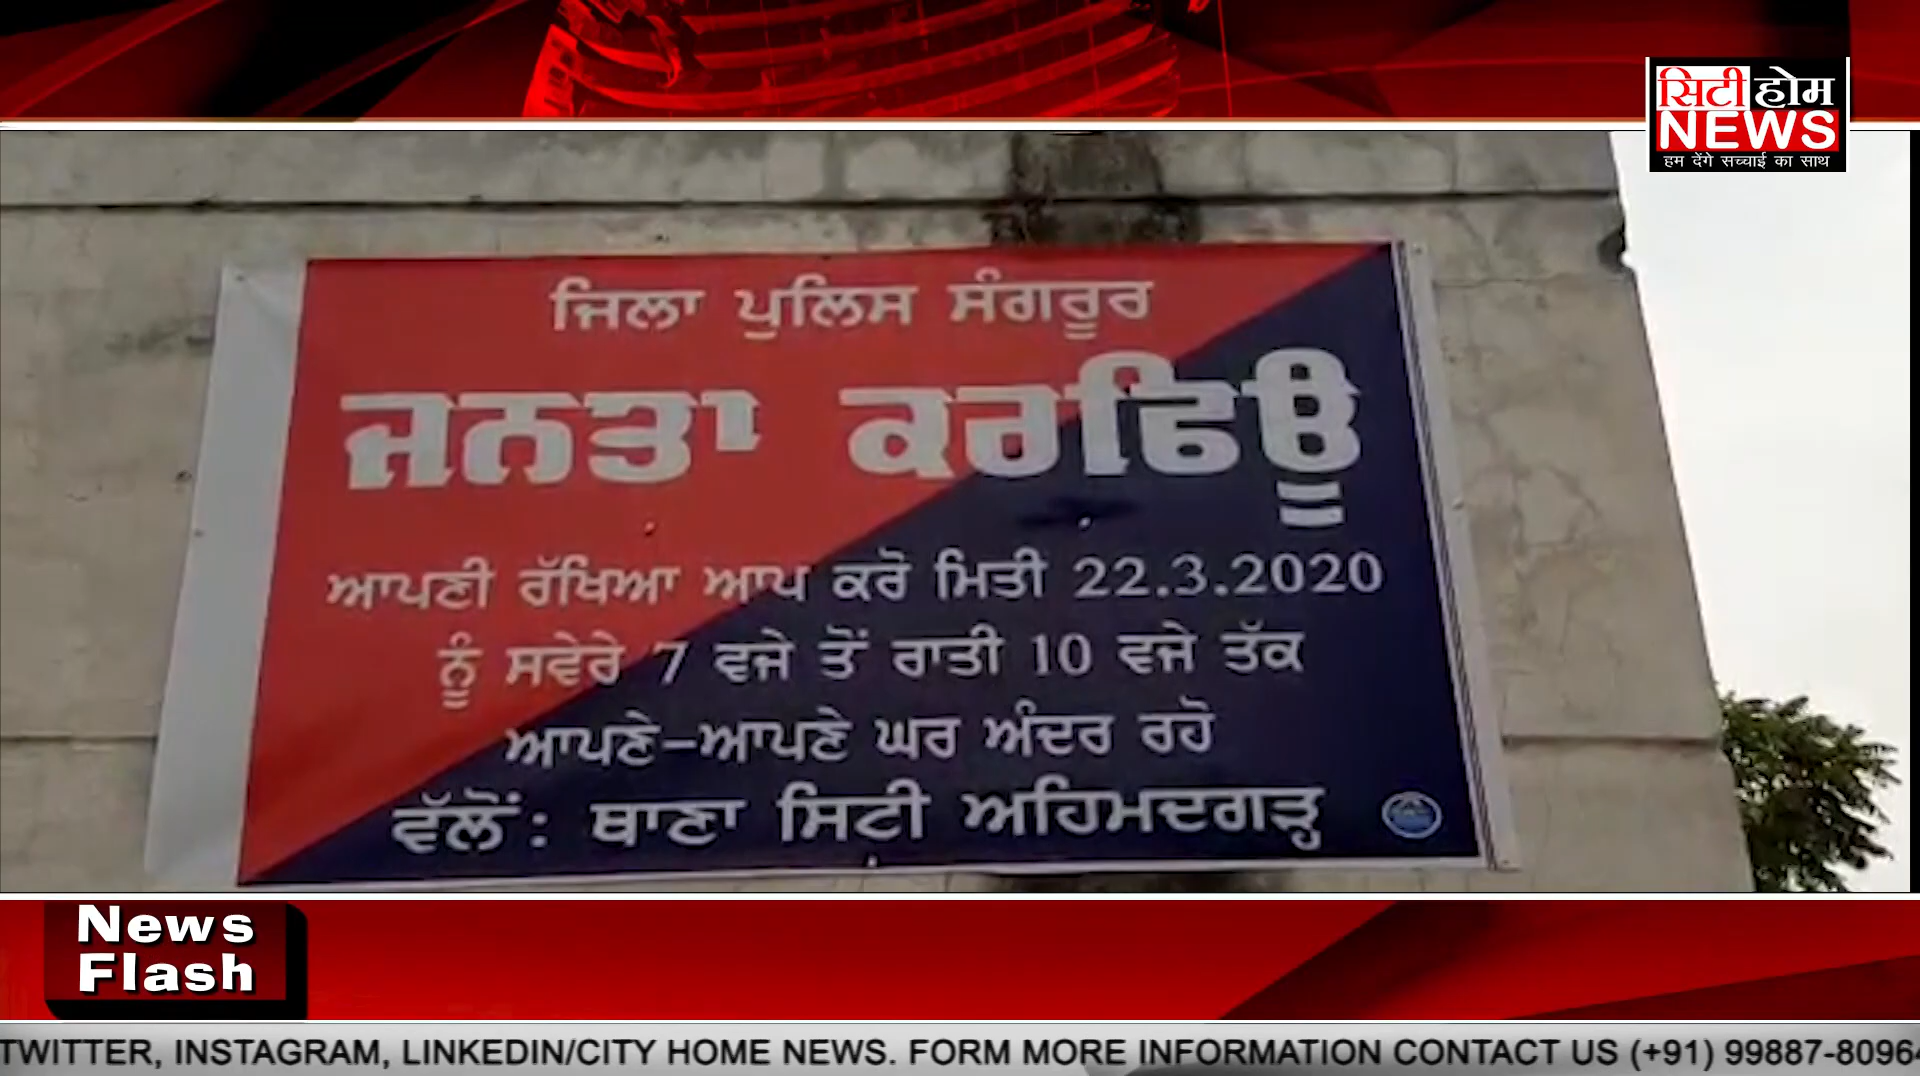 सिटी होम
NEWS
हम देंगे सच्चाई का साथ
ਜਿਲਾ ਪੁਲਿਸ ਸੰਗਰੂਰ
ਜਨਤਾ ਕਰਫਿਊ
ਆਪਣੀ ਰੱਖਿਆ ਆਪ ਕਰੋ ਮਿਤੀ 22.3.2020
ਨੂੰ ਸਵੇਰੇ 7 ਵਜੇ ਤੋਂ ਰਾਤੀ 10 ਵਜੇ ਤੱਕ
ਆਪਣੇ-ਆਪਣੇ ਘਰ ਅੰਦਰ ਰਹੋ
ਵੱਲੋਂ: ਥਾਣਾ ਸਿਟੀ ਅਹਿਮਦਗੜ੍ਹ
News
Flash
TWITTER, INSTAGRAM, LINKEDIN/CITY HOME NEWS. FORM MORE INFORMATION CONTACT US (+91) 99887-8096